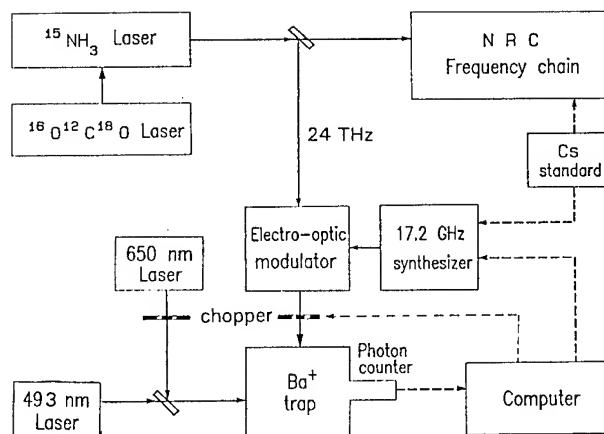 ¹⁵NH₃ Laser
N R C
Frequency chain
¹⁶O¹²C¹⁸O Laser
24 THz
Cs
standard
Electro-optic
modulator
17.2 GHz
synthesizer
650 nm
Laser
chopper
Photon
counter
Ba⁺
trap
Computer
493 nm
Laser